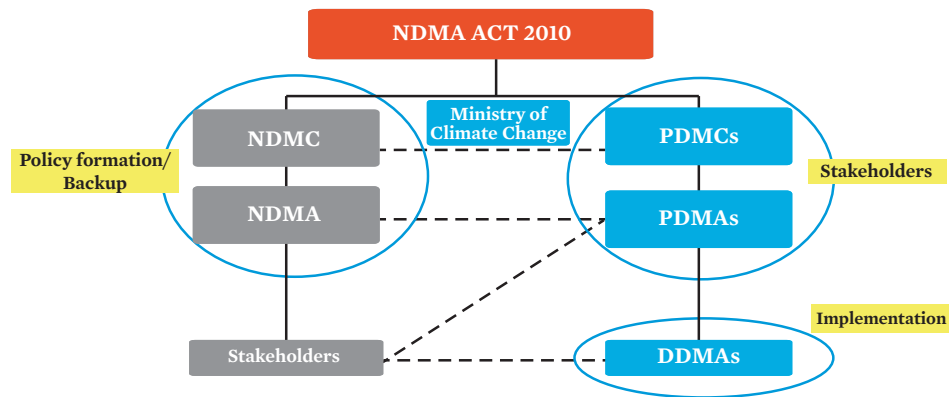 NDMA ACT 2010
Ministry of
Climate Change
NDMC
PDMCs
Policy formation/
Backup
Stakeholders
NDMA
PDMAs
Implementation
Stakeholders
DDMAs